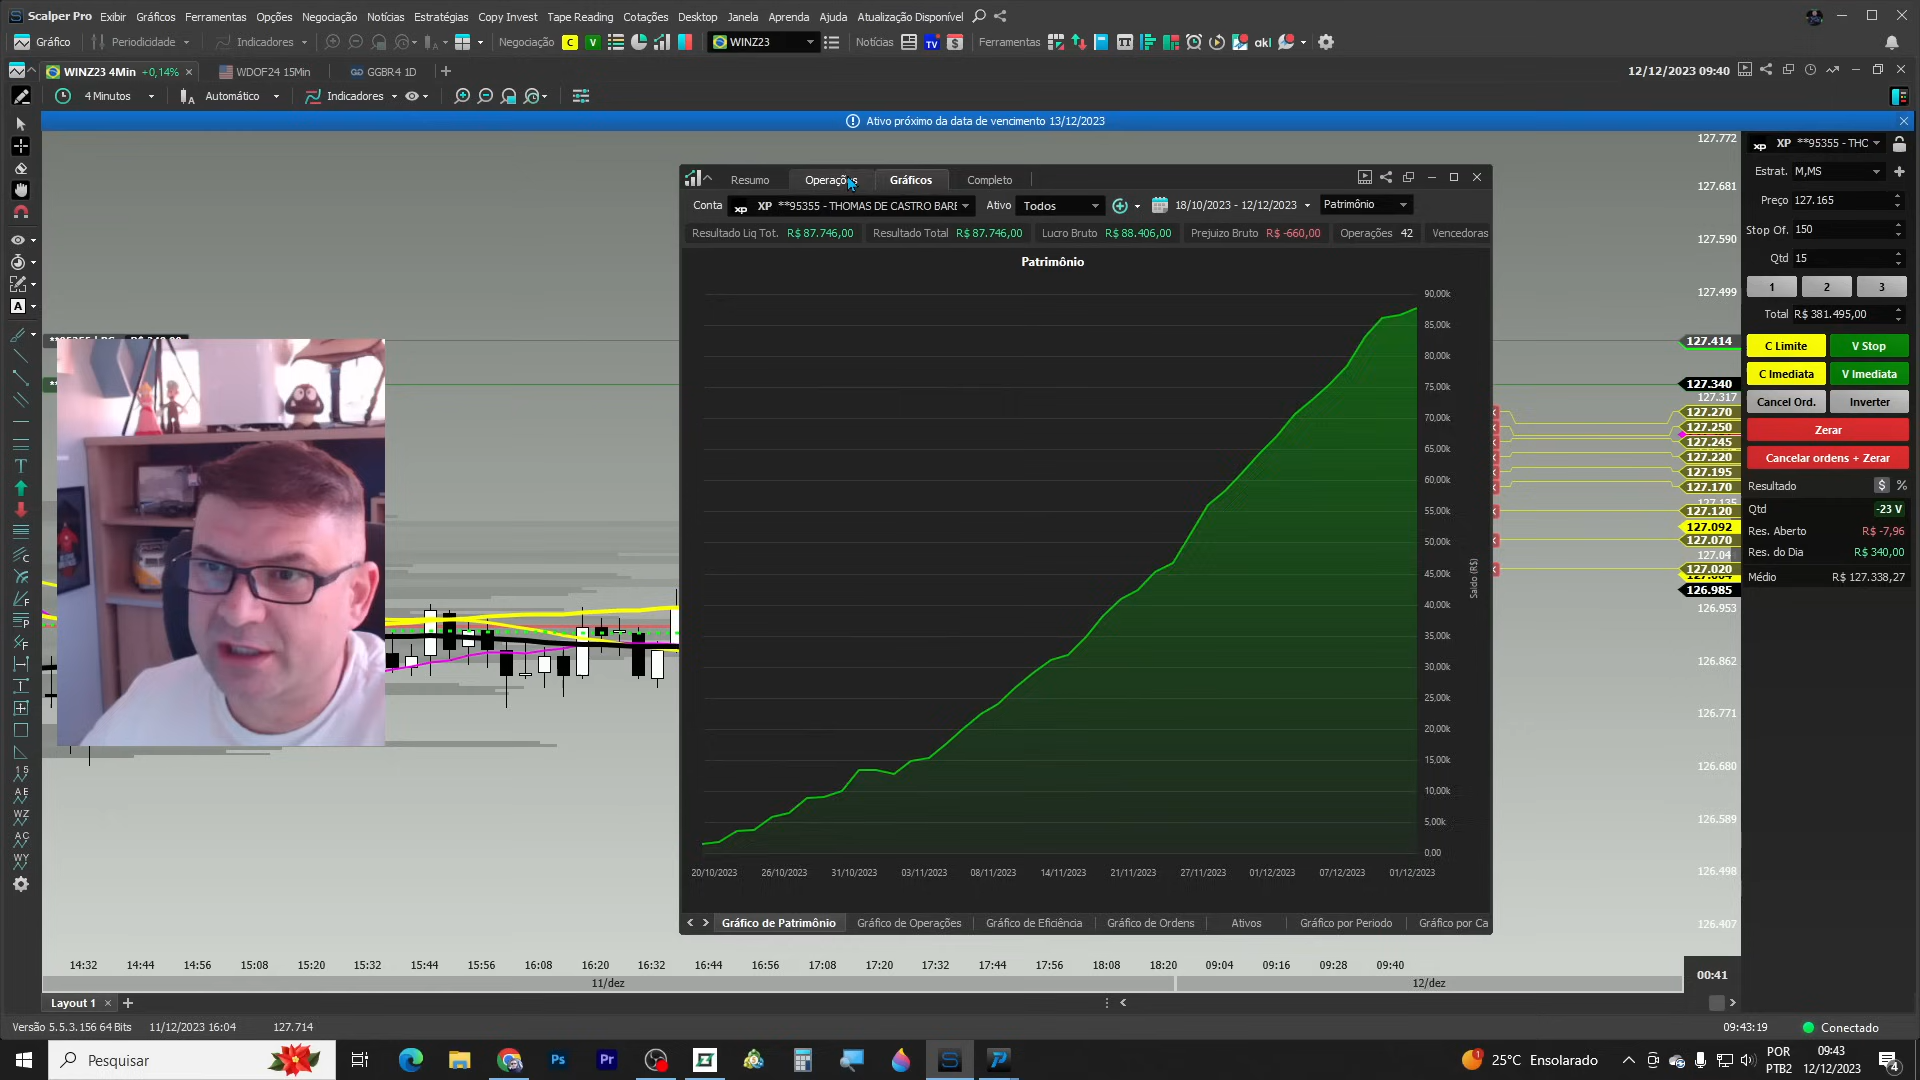 Scalper Pro Exibir Gráficos Ferramentas Opções Negociação Notícias Estratégias Copy Invest Tape Reading Cotações Desktop Janela Aprenda Ajuda Atualização Disponível
Gráfico Periodicidade Indicadores Negociação C V WINZ23 Notícias TV $ Ferramentas akl
WINZ23 4Min +0,14% WDOF24 15Min GGBR4 1D 12/12/2023 09:40
4 Minutos Automático Indicadores
Ativo próximo da data de vencimento 13/12/2023
XP **95355 - THC
Estrat. M,MS
Preço 127.165
Stop Of. 150
Qtd 15
1 2 3
Total R$ 381.495,00
C Limite V Stop
C Imediata V Imediata
Cancel Ord. Inverter
Zerar
Cancelar ordens + Zerar
Resultado $ %
Qtd -23 V
Res. Aberto R$ -7,96
Res. do Dia R$ 340,00
Médio R$ 127.338,27
Resumo Operações Gráficos Completo
Conta XP **95355 - THOMAS DE CASTRO BARE Ativo Todos 18/10/2023 - 12/12/2023 Patrimônio
Resultado Liq Tot. R$ 87.746,00 Resultado Total R$ 87.746,00 Lucro Bruto R$ 88.406,00 Prejuizo Bruto R$ -660,00 Operações 42 Vencedoras
Patrimônio
90,00k
85,00k
80,00k
75,00k
70,00k
65,00k
60,00k
55,00k
50,00k
45,00k
40,00k
35,00k
30,00k
25,00k
20,00k
15,00k
10,00k
5,00k
0,00
Saldo (R$)
20/10/2023 26/10/2023 31/10/2023 03/11/2023 08/11/2023 14/11/2023 21/11/2023 27/11/2023 01/12/2023 07/12/2023 01/12/2023
Gráfico de Patrimônio Gráfico de Operações Gráfico de Eficiência Gráfico de Ordens Ativos Gráfico por Periodo Gráfico por Ca
127.772
127.681
127.590
127.499
127.414
127.340
127.317
127.270
127.250
127.245
127.220
127.195
127.170
127.135
127.120
127.092
127.070
127.04
127.020
126.985
126.953
126.862
126.771
126.680
126.589
126.498
126.407
14:32 14:44 14:56 15:08 15:20 15:32 15:44 15:56 16:08 16:20 16:32 16:44 16:56 17:08 17:20 17:32 17:44 17:56 18:08 18:20 09:04 09:16 09:28 09:40
11/dez 12/dez
00:41
Layout 1
Versão 5.5.3.156 64 Bits 11/12/2023 16:04 127.714 09:43:19 Conectado
Pesquisar Ps Pr 25°C Ensolarado POR PTB2 09:43 12/12/2023 4